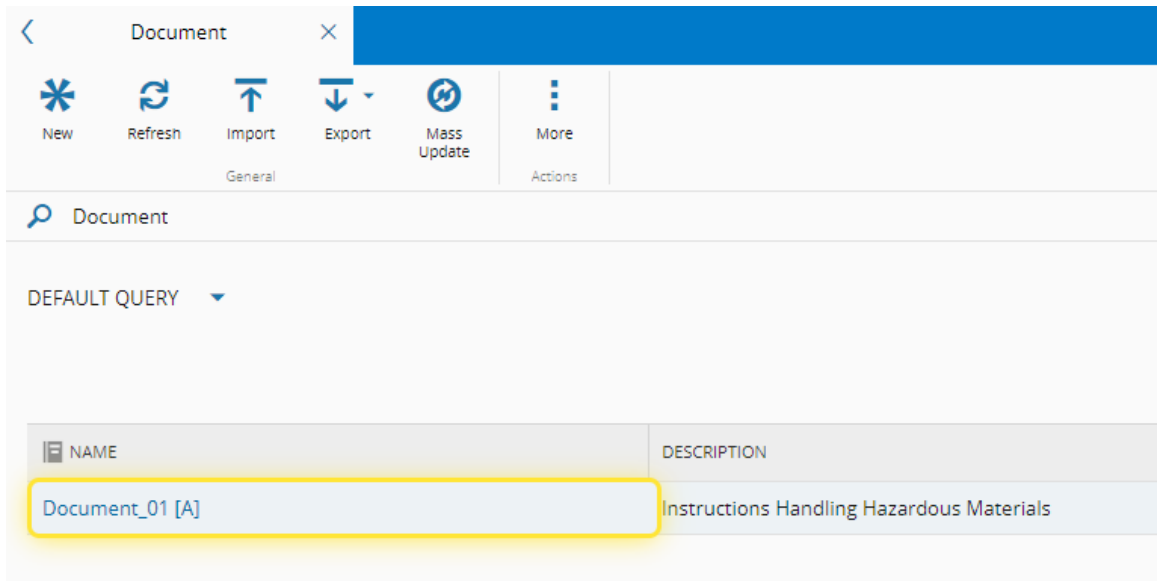 Document
New
Refresh
Import
Export
Mass
Update
More
General
Actions
Document
DEFAULT QUERY
NAME
DESCRIPTION
Document_01 [A]
Instructions Handling Hazardous Materials